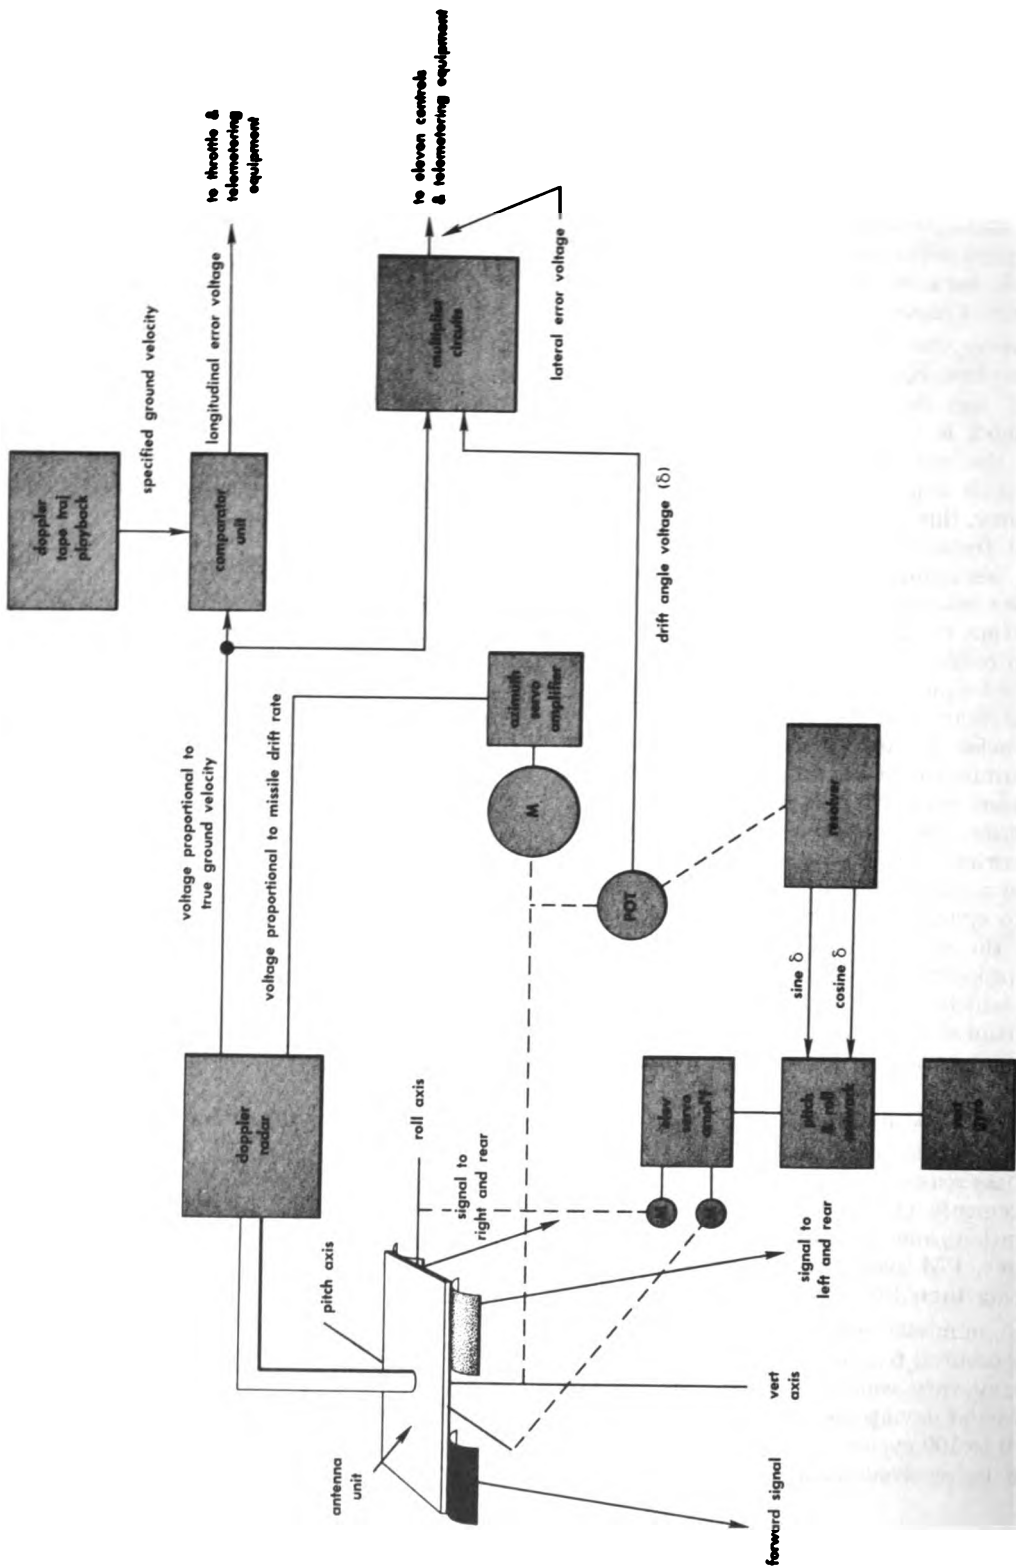 doppler
tape traj
playback
specified ground velocity
voltage proportional to
true ground velocity
comparator
unit
longitudinal error voltage
to throttle &
telemetering
equipment
doppler
radar
voltage proportional to missile drift rate
pitch axis
antenna
unit
roll axis
signal to
right and rear
azimuth
servo
amplifier
M
multiplier
circuits
to eleven controls
& telemetering equipment
lateral error voltage
POT
drift angle voltage (δ)
elev
servo
M
M
forward signal
vert
axis
signal to
left and rear
pitch
& roll
network
sine δ
cosine δ
resolver
vert
gyro